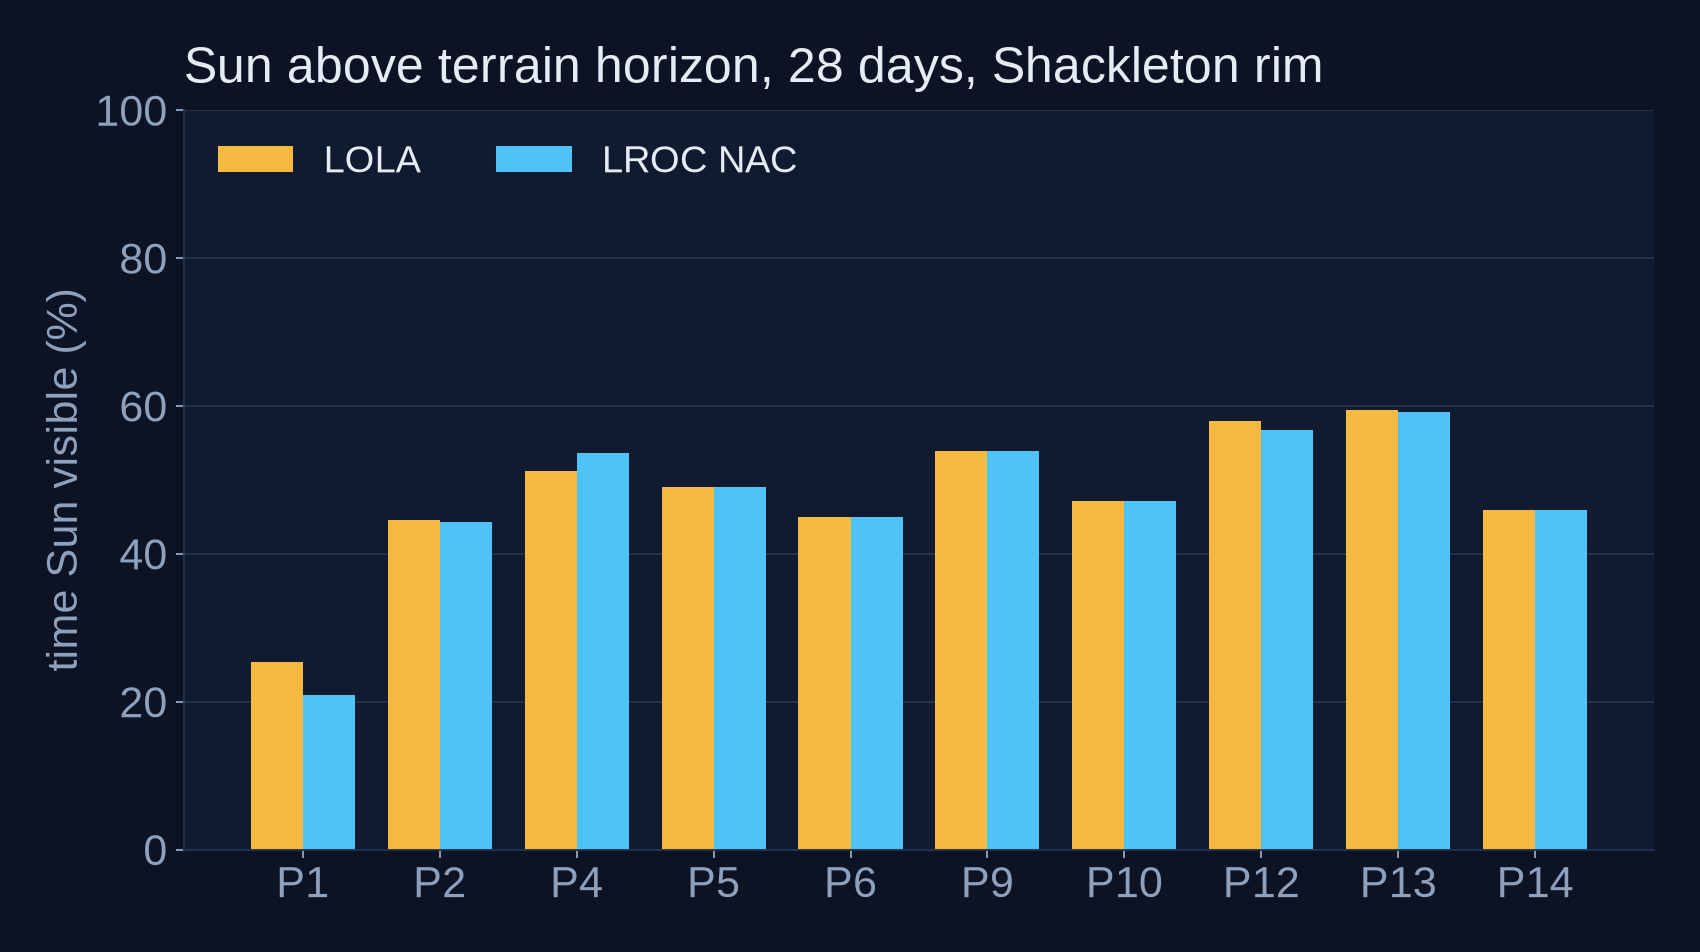 Sun above terrain horizon, 28 days, Shackleton rim
100
80
60
40
20
0
time Sun visible (%)
LOLA
LROC NAC
P1 P2 P4 P5 P6 P9 P10 P12 P13 P14